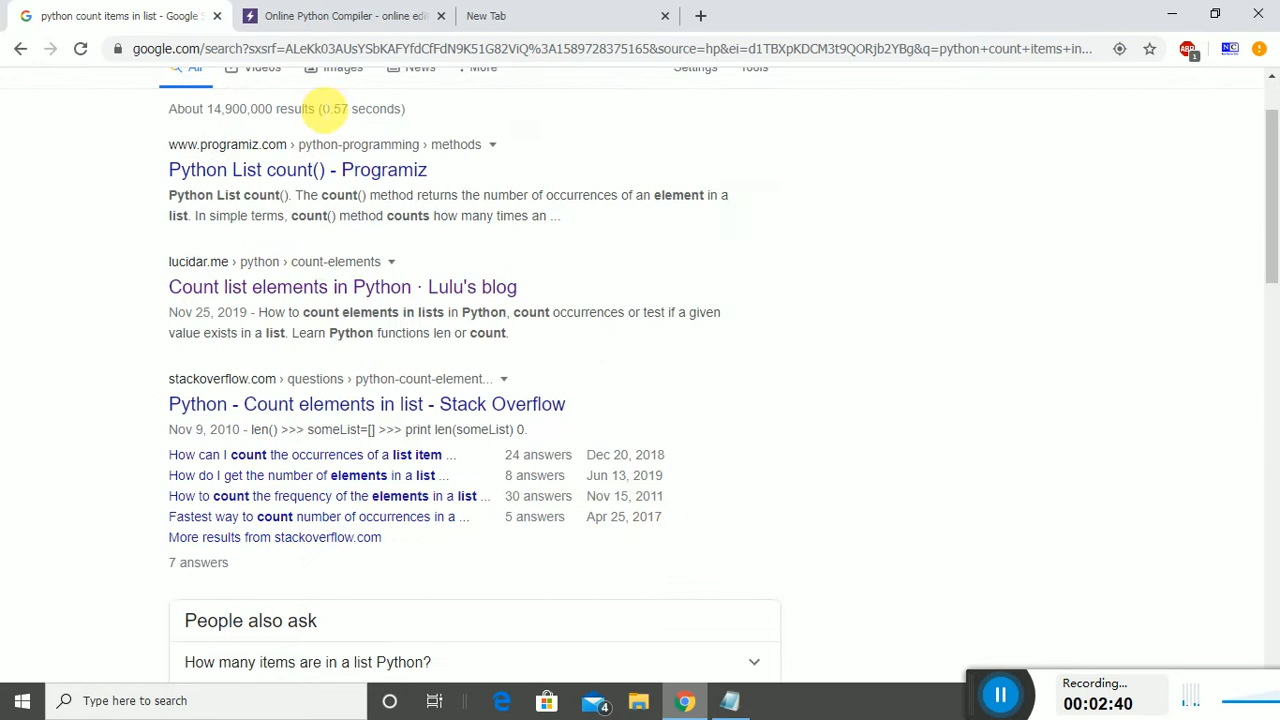 python count items in list - Google S
Online Python Compiler - online edi
New Tab
google.com/search?sxsrf=ALeKk03AUsYSbKAFYfdCfFdN9K51G82ViQ%3A1589728375165&source=hp&ei=d1TBXpKDCM3t9QORjb2YBg&q=python+count+items+in...
All Videos Images News More Settings Tools
About 14,900,000 results (0.57 seconds)
www.programiz.com › python-programming › methods
Python List count() - Programiz
Python List count(). The count() method returns the number of occurrences of an element in a
list. In simple terms, count() method counts how many times an ...
lucidar.me › python › count-elements
Count list elements in Python · Lulu's blog
Nov 25, 2019 - How to count elements in lists in Python, count occurrences or test if a given
value exists in a list. Learn Python functions len or count.
stackoverflow.com › questions › python-count-element...
Python - Count elements in list - Stack Overflow
Nov 9, 2010 - len() >>> someList=[] >>> print len(someList) 0.
How can I count the occurrences of a list item ... 24 answers Dec 20, 2018
How do I get the number of elements in a list ... 8 answers Jun 13, 2019
How to count the frequency of the elements in a list ... 30 answers Nov 15, 2011
Fastest way to count number of occurrences in a ... 5 answers Apr 25, 2017
More results from stackoverflow.com
7 answers
People also ask
How many items are in a list Python?
Type here to search
4
Recording...
00:02:40
ABP
1
NC